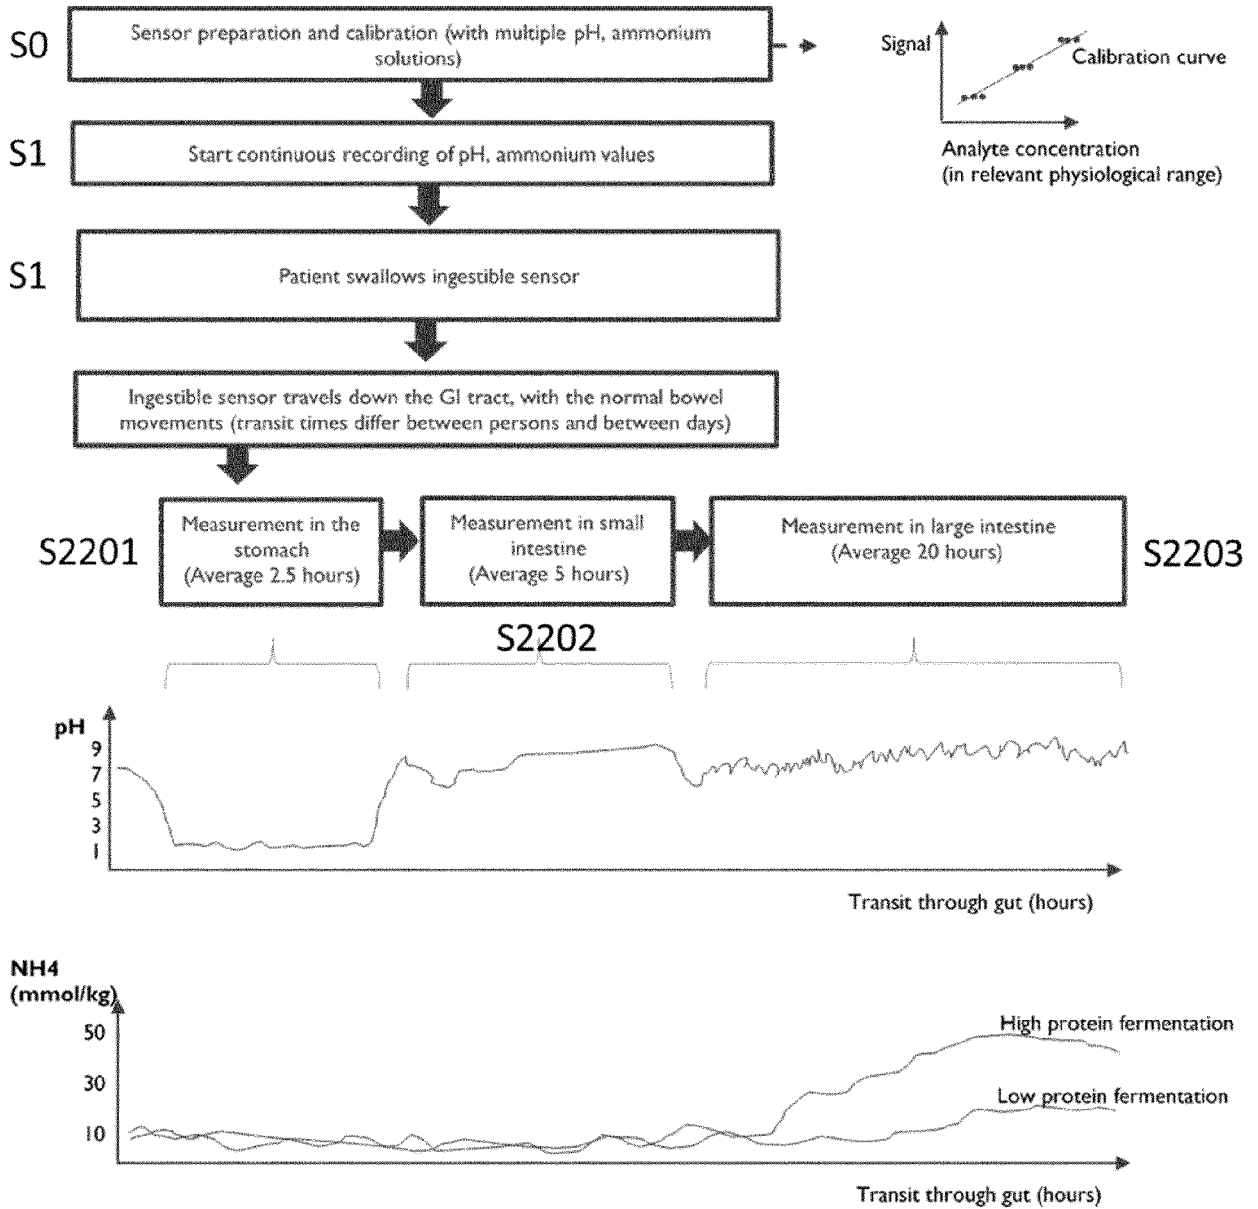 S0
Sensor preparation and calibration (with multiple pH, ammonium
solutions)
Signal
Calibration curve
Analyte concentration
(in relevant physiological range)
S1
Start continuous recording of pH, ammonium values
S1
Patient swallows ingestible sensor
Ingestible sensor travels down the GI tract, with the normal bowel
movements (transit times differ between persons and between days)
S2201
Measurement in the
stomach
(Average 2.5 hours)
Measurement in small
intestine
(Average 5 hours)
S2202
Measurement in large intestine
(Average 20 hours)
S2203
pH
9
7
5
3
1
Transit through gut (hours)
NH4
(mmol/kg)
50
30
10
High protein fermentation
Low protein fermentation
Transit through gut (hours)